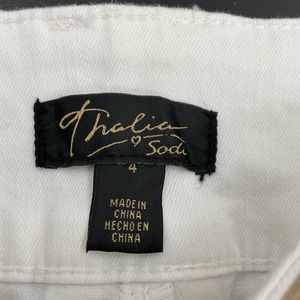 Thalia
Sodi
4
MADE IN
CHINA
HECHO EN
CHINA